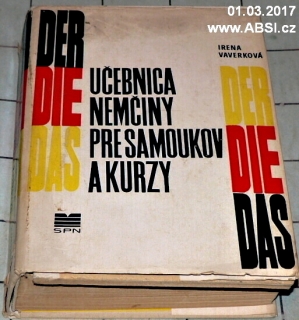 01.03.2017
www.ABSI.cz
IRENA
VAVERKOVÁ
DER
DIE
DAS
UČEBNICA
NEMČINY
PRE SAMOUKOV
A KURZY
DER
DIE
DAS
SPN